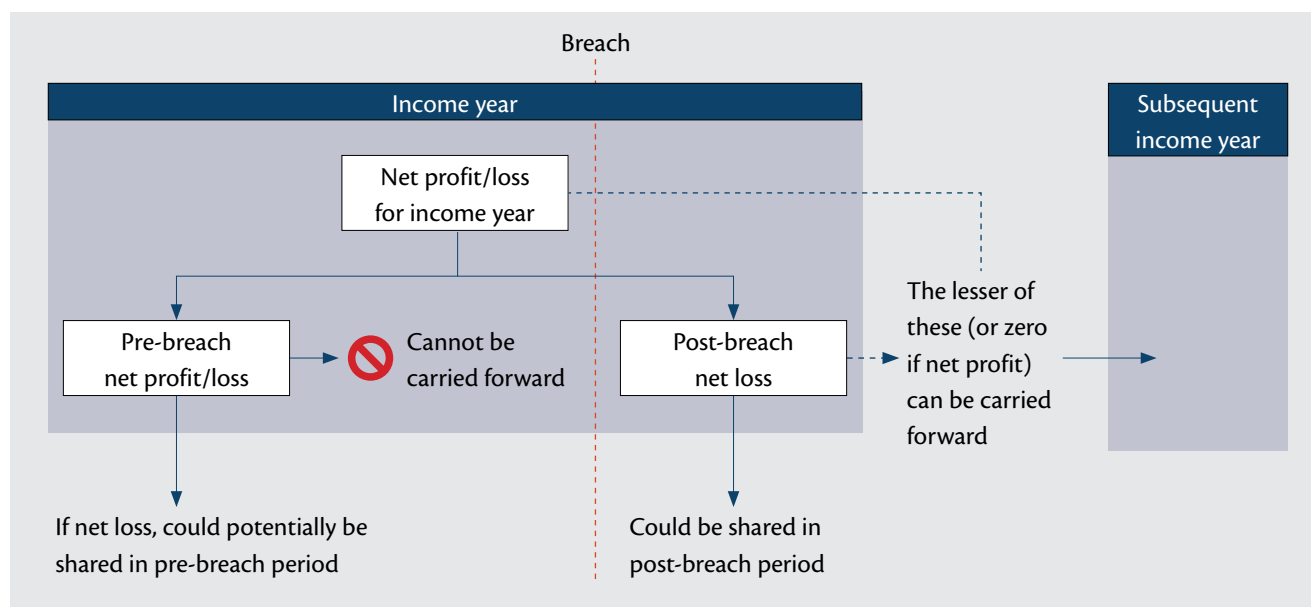 Breach
Income year
Subsequent
income year
Net profit/loss
for income year
Pre-breach
net profit/loss
Cannot be
carried forward
Post-breach
net loss
The lesser of
these (or zero
if net profit)
can be carried
forward
If net loss, could potentially be
shared in pre-breach period
Could be shared in
post-breach period